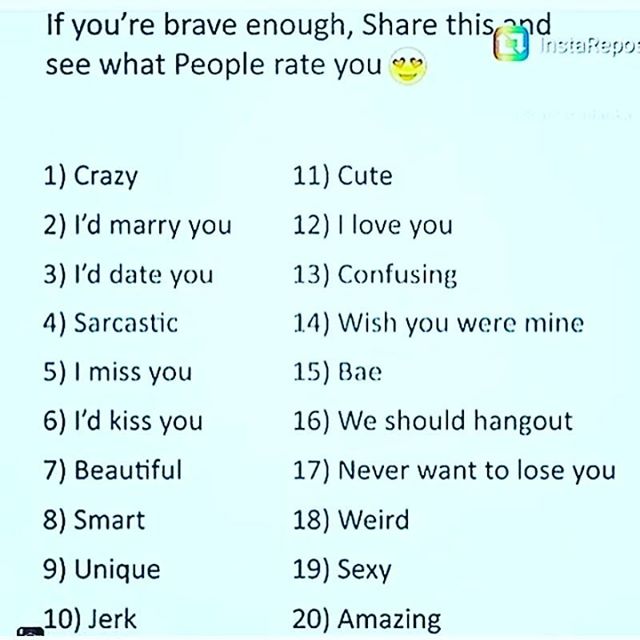 If you're brave enough, Share this and
see what People rate you
InstaRepos
1) Crazy
2) I'd marry you
3) I'd date you
4) Sarcastic
5) I miss you
6) I'd kiss you
7) Beautiful
8) Smart
9) Unique
10) Jerk
11) Cute
12) I love you
13) Confusing
14) Wish you were mine
15) Bae
16) We should hangout
17) Never want to lose you
18) Weird
19) Sexy
20) Amazing